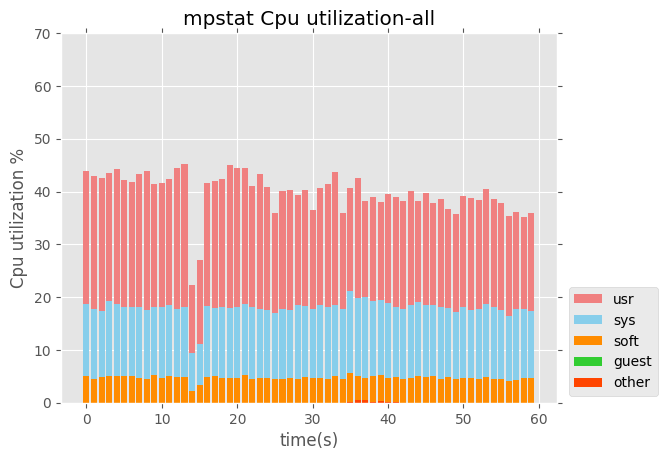 mpstat Cpu utilization-all
70
60
50
40
30
20
10
0
Cpu utilization %
0 10 20 30 40 50 60
time(s)
usr
sys
soft
guest
other